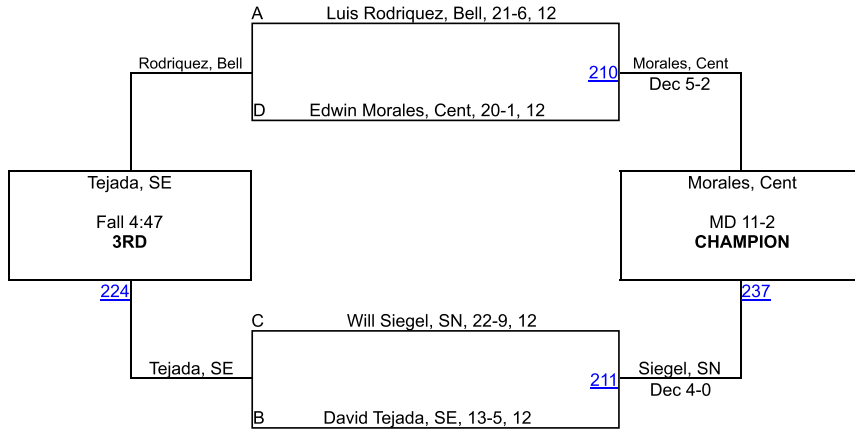 A Luis Rodriquez, Bell, 21-6, 12
Rodriquez, Bell
210 Morales, Cent
Dec 5-2
D Edwin Morales, Cent, 20-1, 12
Tejada, SE
Fall 4:47
3RD
224
Morales, Cent
MD 11-2
CHAMPION
237
C Will Siegel, SN, 22-9, 12
Tejada, SE
211 Siegel, SN
Dec 4-0
B David Tejada, SE, 13-5, 12